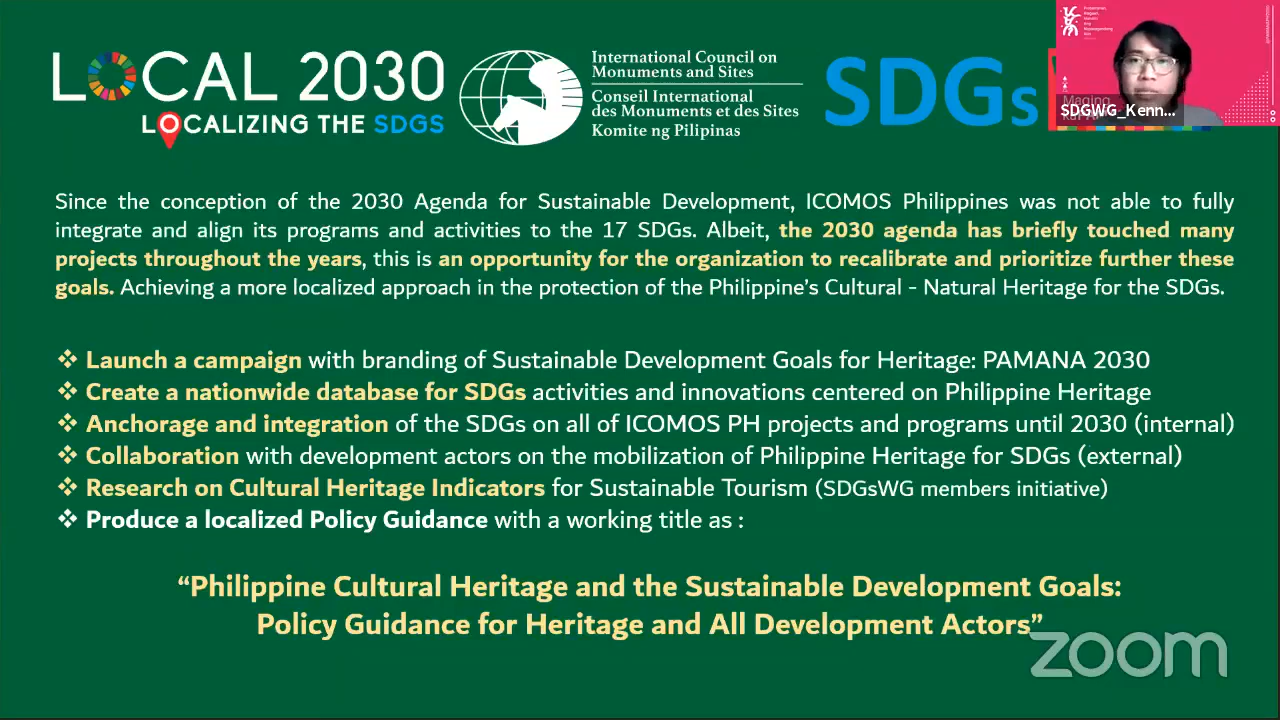 LOCAL 2030
LOCALIZING THE SDGS
International Council on
Monuments and Sites
Conseil International
des Monuments et des Sites
Komite ng Pilipinas
SDGs
SDGWG_Kenn...
Since the conception of the 2030 Agenda for Sustainable Development, ICOMOS Philippines was not able to fully
integrate and align its programs and activities to the 17 SDGs. Albeit, the 2030 agenda has briefly touched many
projects throughout the years, this is an opportunity for the organization to recalibrate and prioritize further these
goals. Achieving a more localized approach in the protection of the Philippine's Cultural - Natural Heritage for the SDGs.
❖ Launch a campaign with branding of Sustainable Development Goals for Heritage: PAMANA 2030
❖ Create a nationwide database for SDGs activities and innovations centered on Philippine Heritage
❖ Anchorage and integration of the SDGs on all of ICOMOS PH projects and programs until 2030 (internal)
❖ Collaboration with development actors on the mobilization of Philippine Heritage for SDGs (external)
❖ Research on Cultural Heritage Indicators for Sustainable Tourism (SDGsWG members initiative)
❖ Produce a localized Policy Guidance with a working title as :
“Philippine Cultural Heritage and the Sustainable Development Goals:
Policy Guidance for Heritage and All Development Actors”
zoom